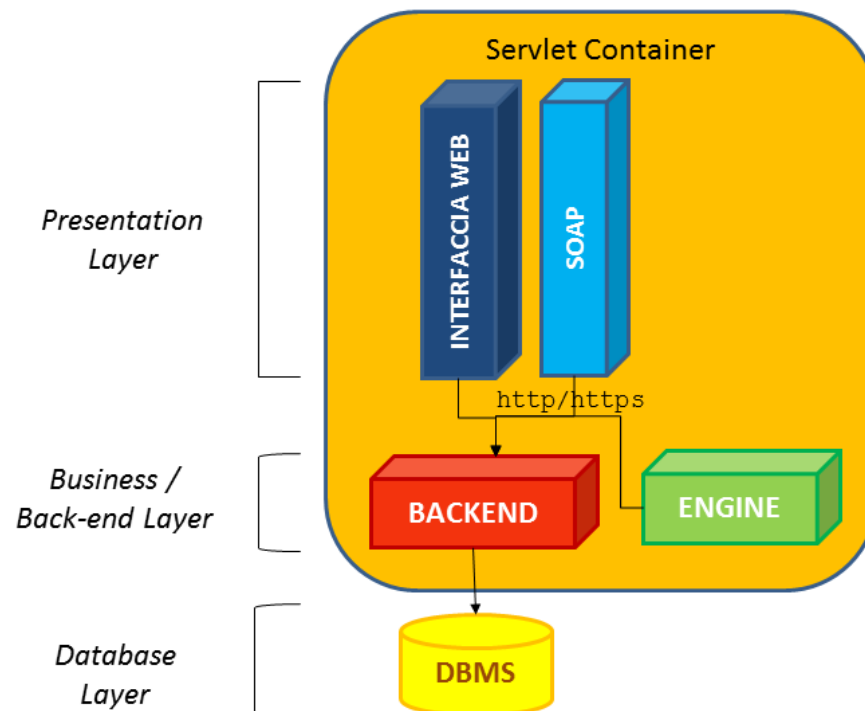 Servlet Container
Presentation
Layer
INTERFACCIA WEB
SOAP
http/https
Business /
Back-end Layer
BACKEND
ENGINE
Database
Layer
DBMS